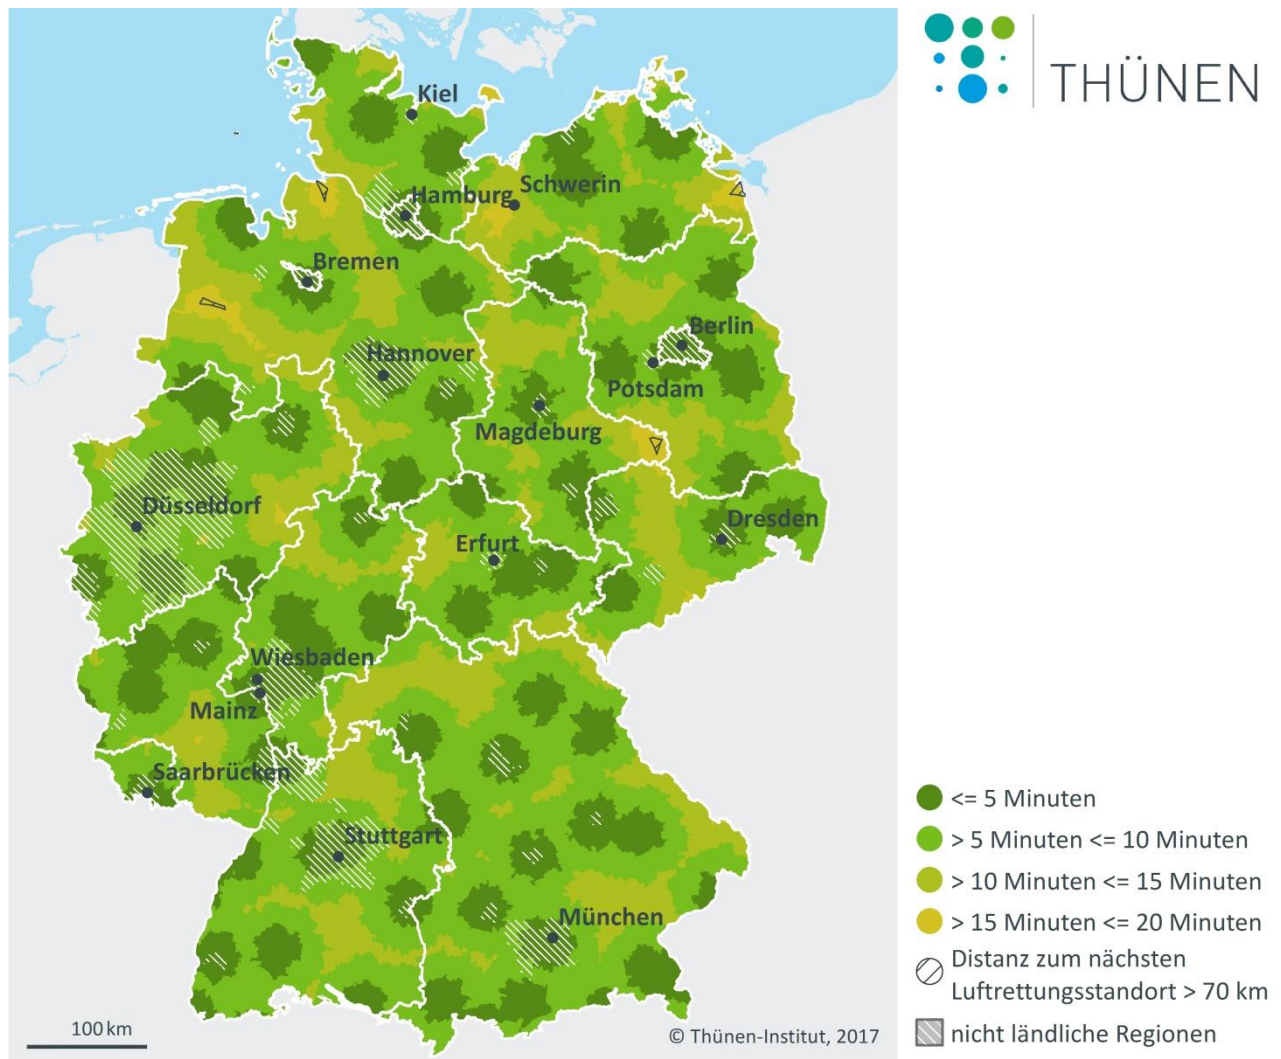 THÜNEN
Kiel
Schwerin
Hamburg
Bremen
Berlin
Hannover
Potsdam
Magdeburg
Düsseldorf
Dresden
Erfurt
Wiesbaden
Mainz
Saarbrücken
Stuttgart
München
<= 5 Minuten
> 5 Minuten <= 10 Minuten
> 10 Minuten <= 15 Minuten
> 15 Minuten <= 20 Minuten
Distanz zum nächsten
Luftrettungsstandort > 70 km
nicht ländliche Regionen
100 km
© Thünen-Institut, 2017